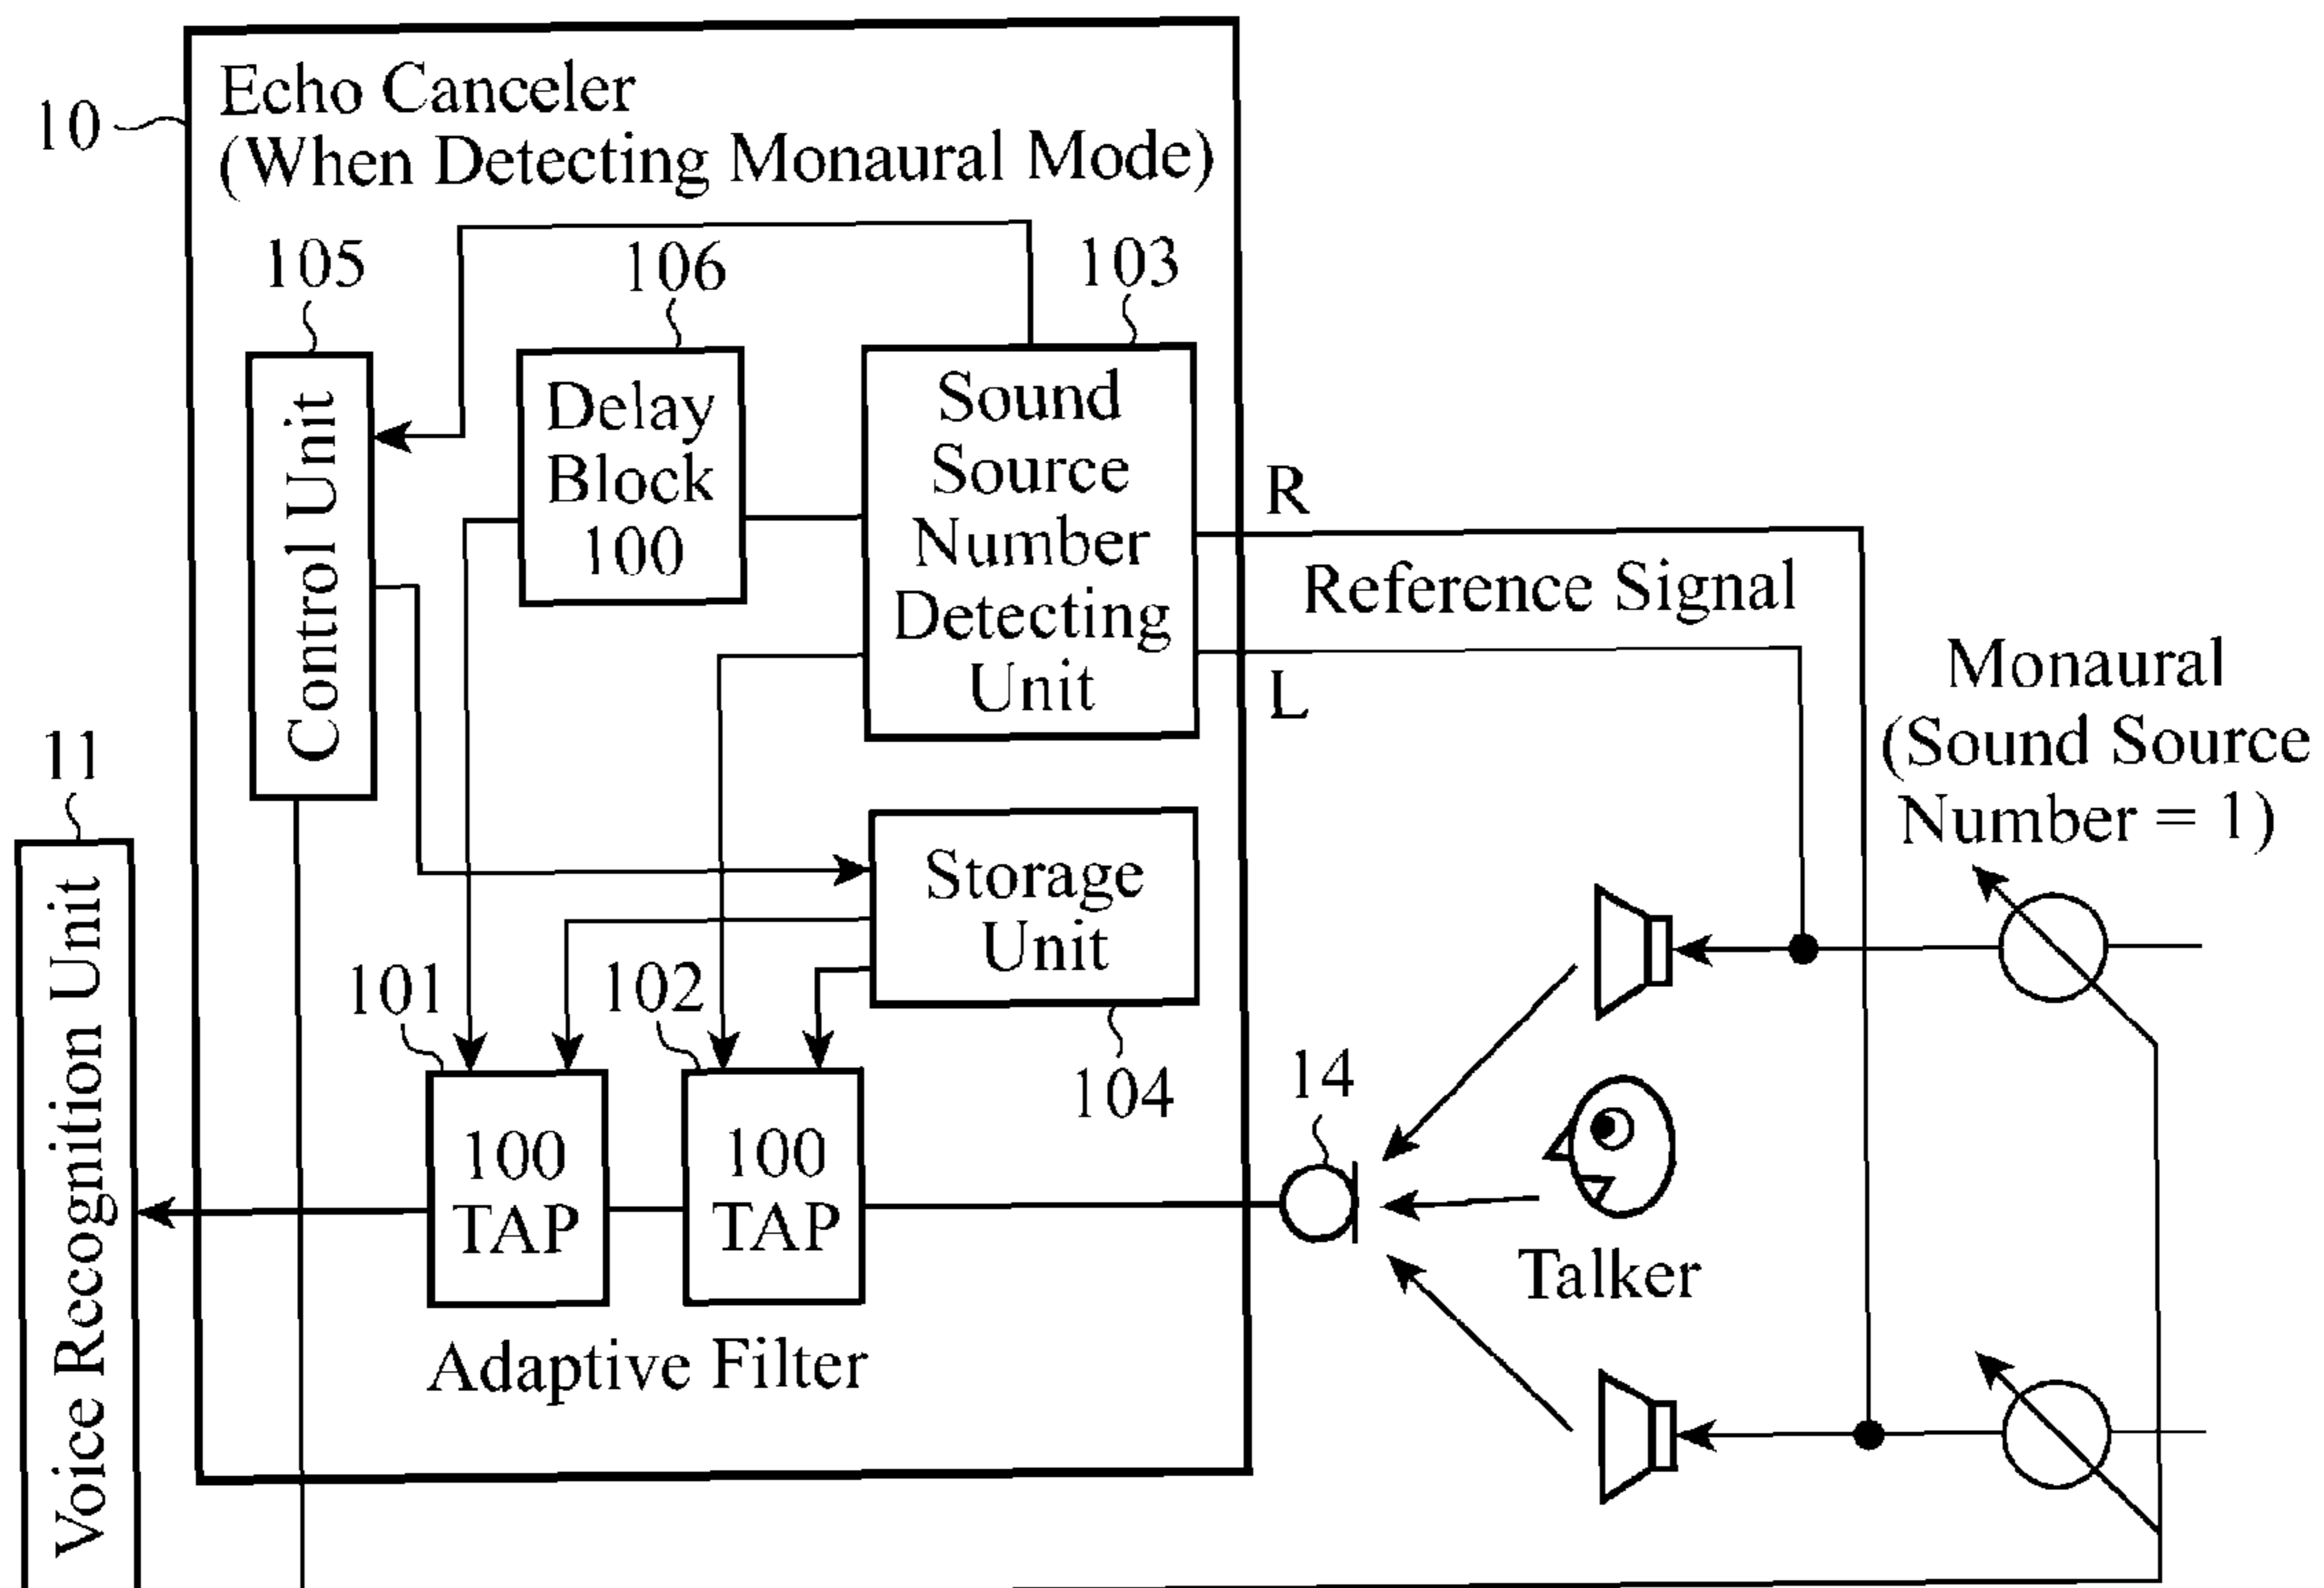 10
Echo Canceler
(When Detecting Monaural Mode)
105
106
103
Control Unit
Delay
Block
100
Sound
Source
Number
Detecting
Unit
R
Reference Signal
L
Monaural
(Sound Source
Number = 1)
11
Voice Recognition Unit
Storage
Unit
101
102
104
14
100
TAP
100
TAP
Talker
Adaptive Filter